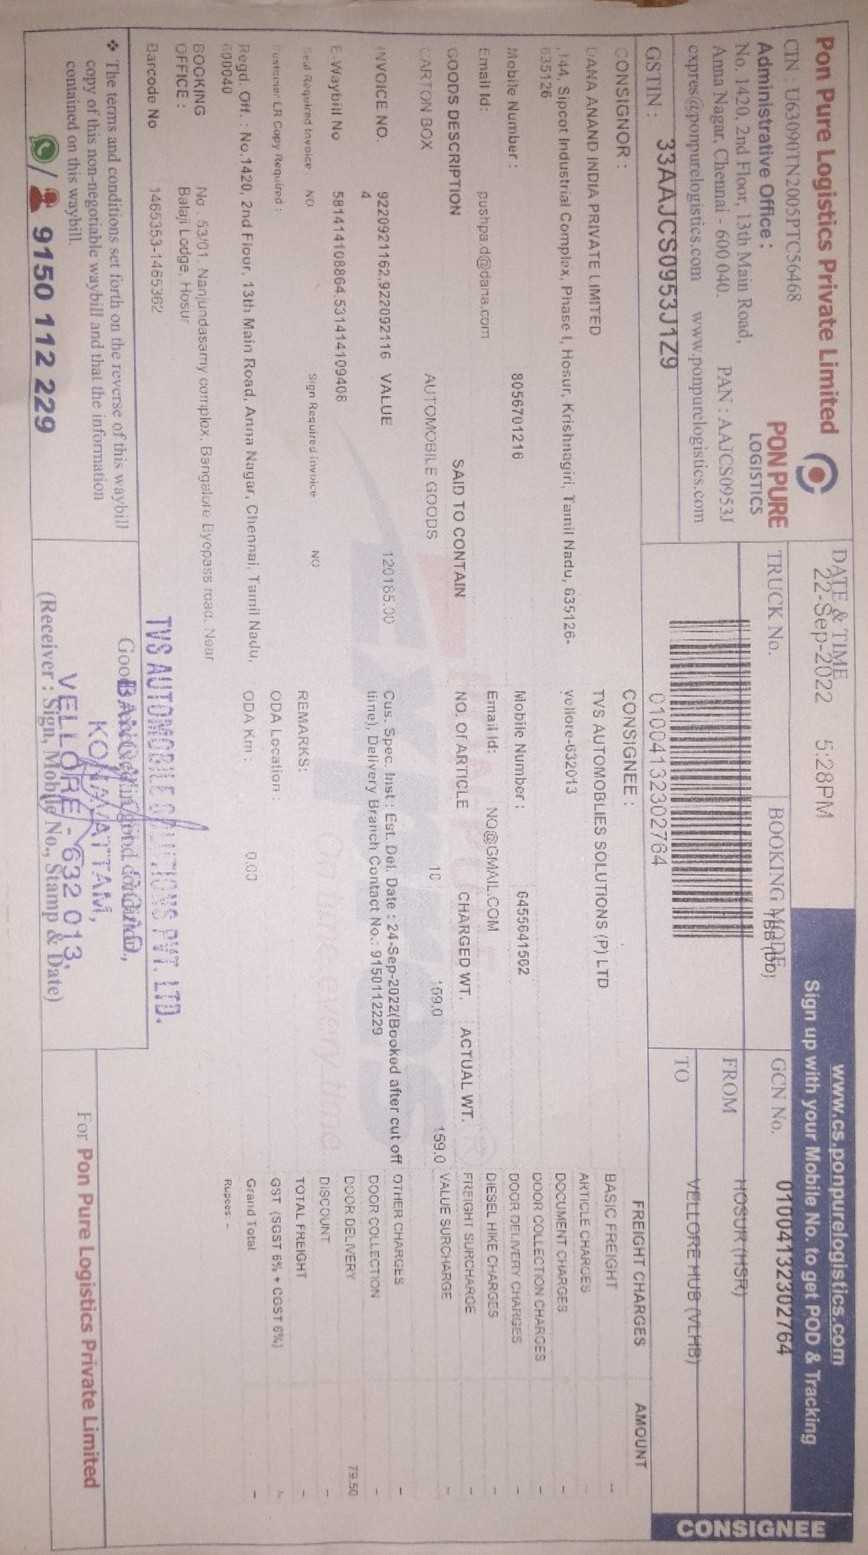 Pon Pure Logistics Private Limited
CIN : U63090TN2005PTC56468
Administrative Office :
No. 1420, 2nd Floor, 13th Main Road,
Anna Nagar, Chennai - 600 040. PAN : AAJCS0953J
expres@ponpurelogistics.com www.ponpurelogistics.com
PON PURE
LOGISTICS
GSTIN : 33AAJCS0953J1Z9
DATE & TIME
22-Sep-2022 5:28PM
TRUCK No.
BOOKING MODE
TBB (DD)
01004132302764
www.cs.ponpurelogistics.com
Sign up with your Mobile No. to get POD & Tracking
GCN No. 01004132302764
FROM HOSUR (HSR)
TO VELLORE HUB (VLHB)
CONSIGNEE
CONSIGNOR :
DANA ANAND INDIA PRIVATE LIMITED
144, Sipcot Industrial Complex, Phase I, Hosur, Krishnagiri, Tamil Nadu, 635126-
635126
Mobile Number : 8056701216
Email Id: pushpa.d@dana.com
CONSIGNEE :
TVS AUTOMOBLIES SOLUTIONS (P) LTD
vellore-632013
Mobile Number : 6455641502
Email Id: NO@GMAIL.COM
GOODS DESCRIPTION SAID TO CONTAIN NO. Of ARTICLE CHARGED WT. ACTUAL WT.
CARTON BOX AUTOMOBILE GOODS 10 159.0 159.0
INVOICE NO. 9220921162,922092116 VALUE 120185.00
4
Cus. Spec. Inst : Est. Del. Date : 24-Sep-2022(Booked after cut off
time), Delivery Branch Contact No.: 9150112229
E-Waybill No 581414108864,531414109406
Seal Required Invoice NO Sign Required Invoice NO
REMARKS:
Customer LR Copy Required :
ODA Location :
Regd. Off. : No.1420, 2nd Flour, 13th Main Road, Anna Nagar, Chennai, Tamil Nadu,
600040
ODA Km : 0.00
BOOKING
OFFICE :
No . 53/01, Nanjundasamy complex, Bangalore Byepass road, Near
Balaji Lodge, Hosur
Barcode No 1465353-1465362
FREIGHT CHARGES AMOUNT
BASIC FREIGHT -
ARTICLE CHARGES -
DOCUMENT CHARGES -
DOOR COLLECTION CHARGES -
DOOR DELIVERY CHARGES -
DIESEL HIKE CHARGES -
FREIGHT SURCHARGE -
VALUE SURCHARGE -
OTHER CHARGES -
DOOR COLLECTION -
DOOR DELIVERY 79.50
DISCOUNT -
TOTAL FREIGHT -
GST (SGST 6% + CGST 6%)
Grand Total -
Rupees: -
❖ The terms and conditions set forth on the reverse of this waybill
copy of this non-negotiable waybill and that the information
contained on this waybill.
9150 112 229
TVS AUTOMOBILE SOLUTIONS PVT. LTD.
KONAVATTAM,
VELLORE - 632 013.
(Receiver : Sign, Mobile No., Stamp & Date)
For Pon Pure Logistics Private Limited